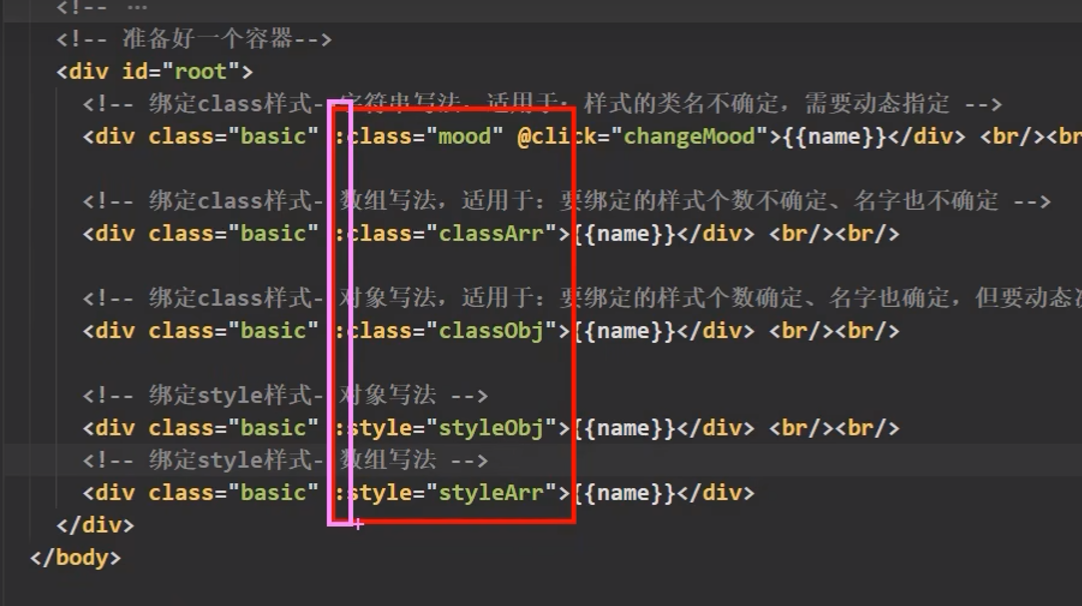 <!-- ...
<!-- 准备好一个容器-->
<div id="root">
<!-- 绑定class样式--字符串写法，适用于：样式的类名不确定，需要动态指定 -->
<div class="basic" :class="mood" @click="changeMood">{{name}}</div> <br/><br
<!-- 绑定class样式--数组写法，适用于：要绑定的样式个数不确定、名字也不确定 -->
<div class="basic" :class="classArr">{{name}}</div> <br/><br/>
<!-- 绑定class样式--对象写法，适用于：要绑定的样式个数确定、名字也确定，但要动态
<div class="basic" :class="classObj">{{name}}</div> <br/><br/>
<!-- 绑定style样式--对象写法 -->
<div class="basic" :style="styleObj">{{name}}</div> <br/><br/>
<!-- 绑定style样式--数组写法 -->
<div class="basic" :style="styleArr">{{name}}</div>
</div>
</body>